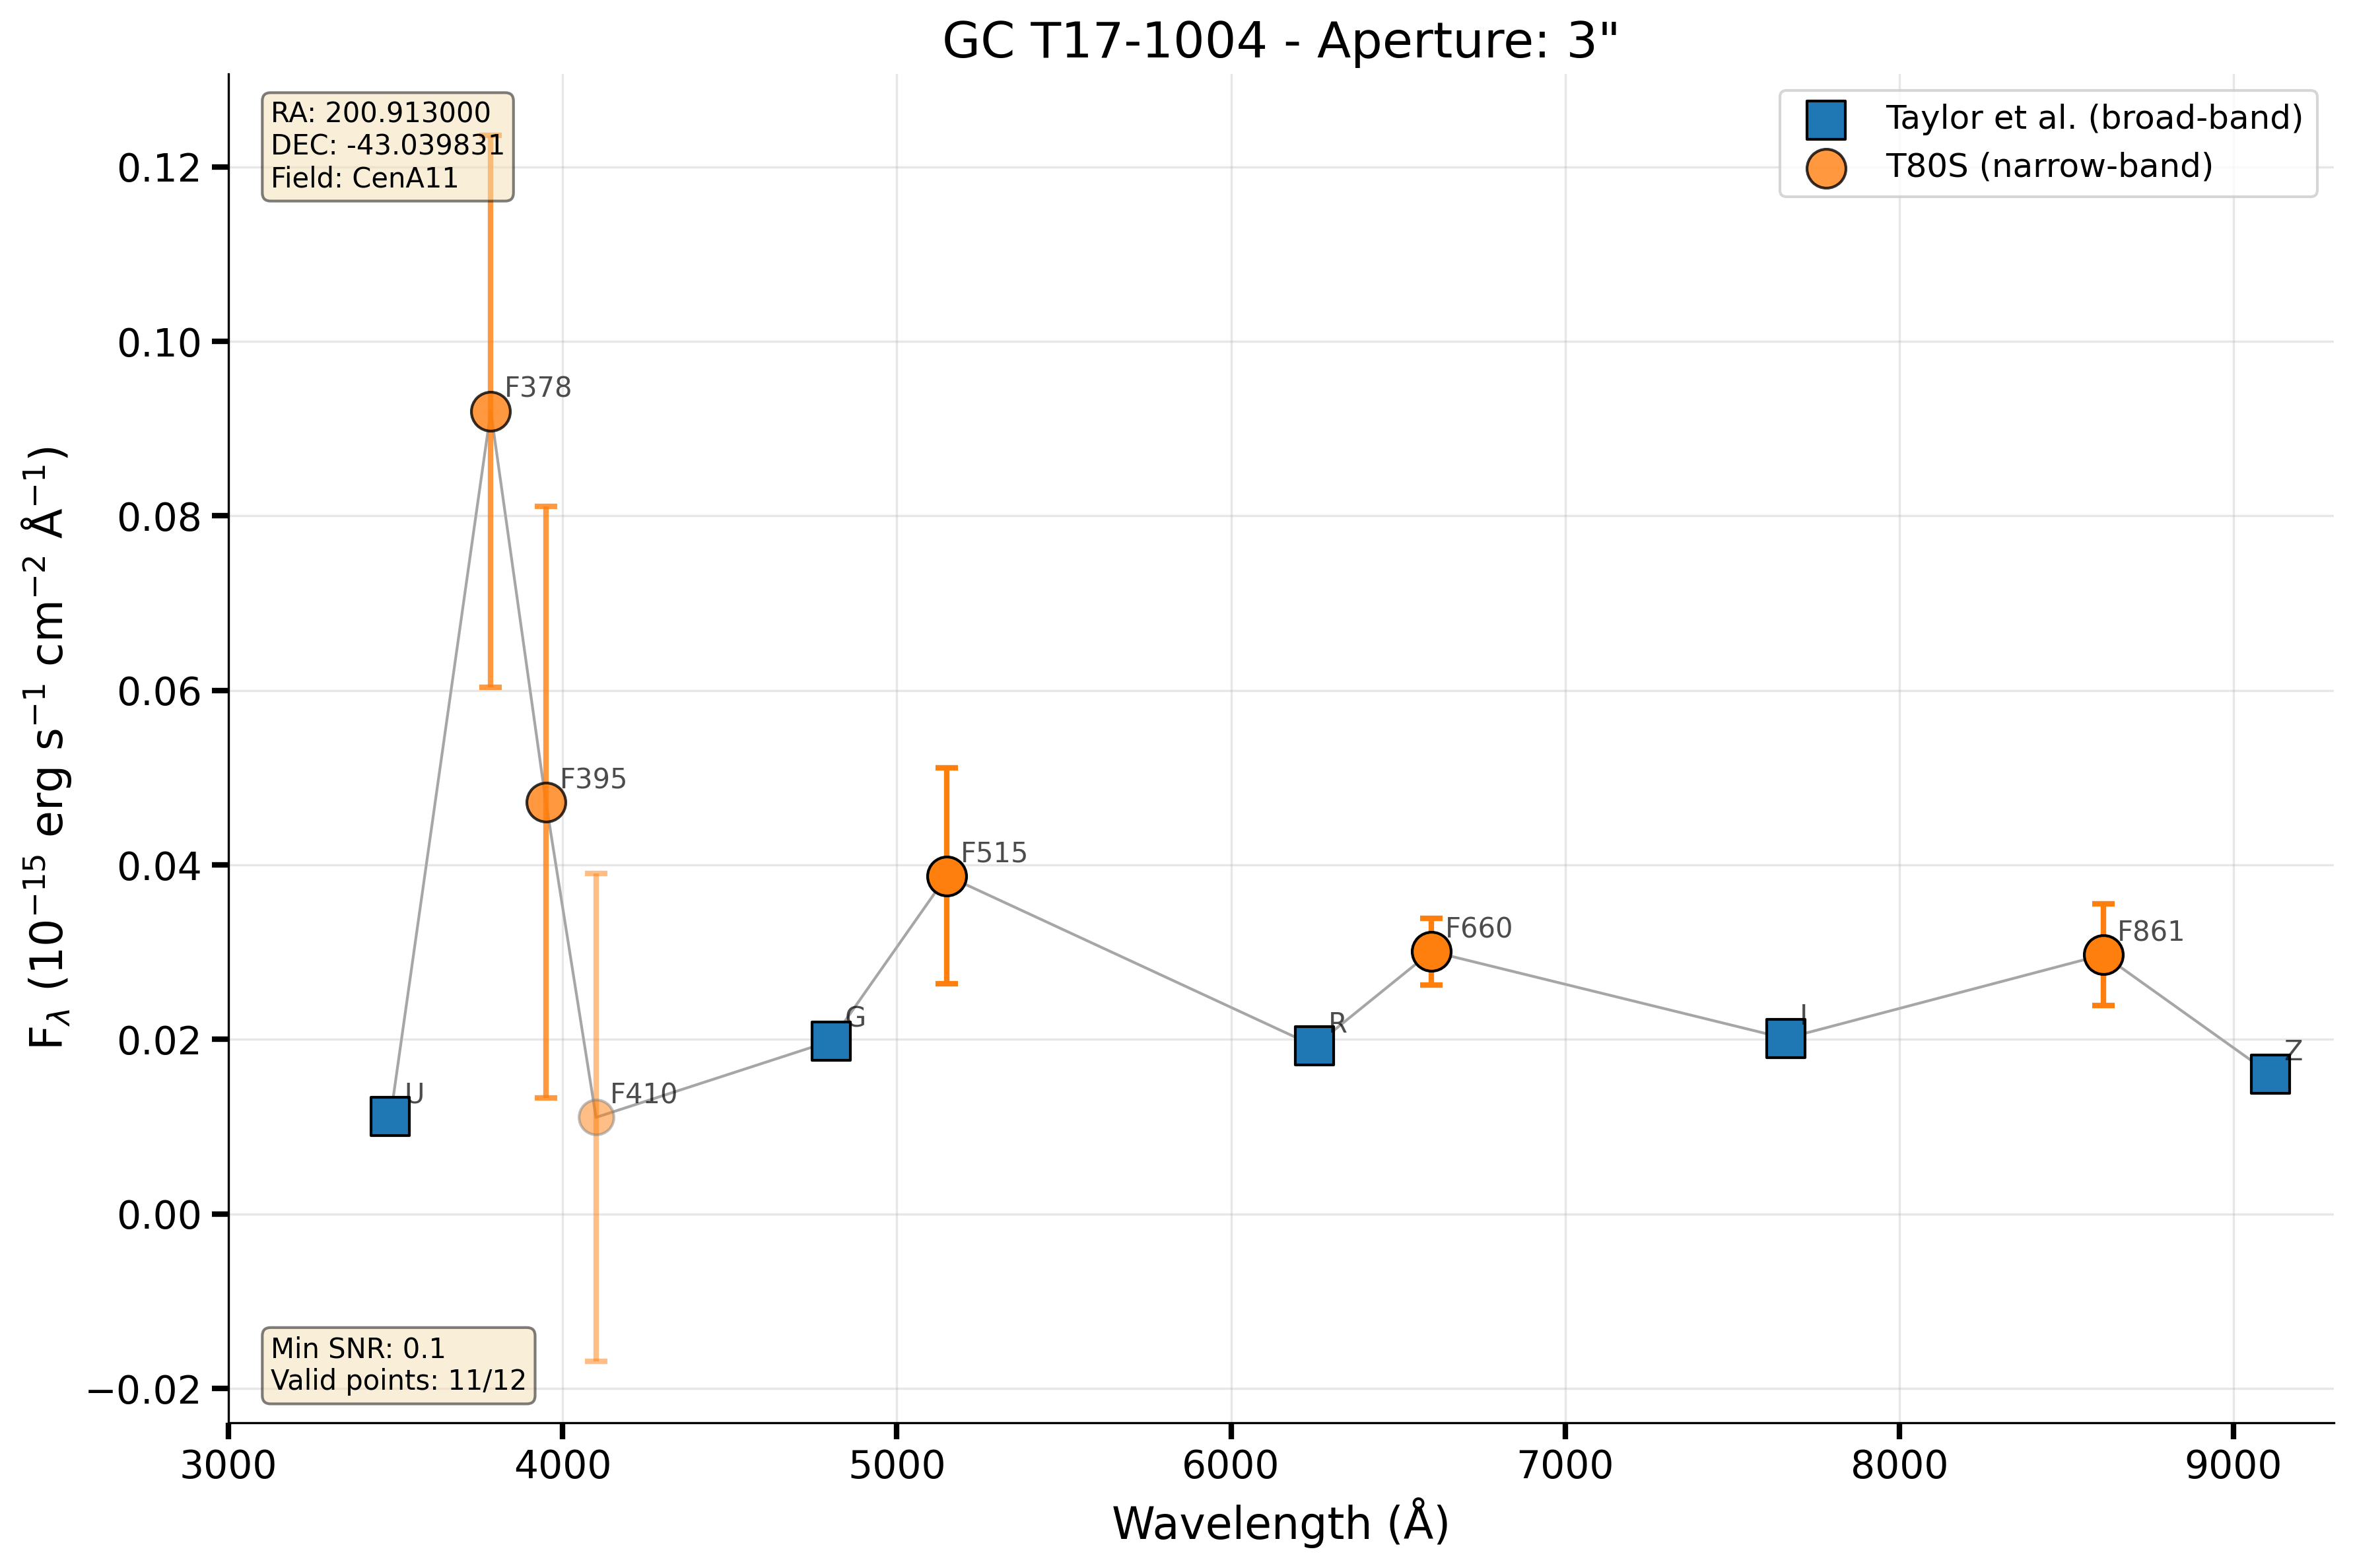 GC T17-1004 - Aperture: 3"
RA: 200.913000
DEC: -43.039831
Field: CenA11
Taylor et al. (broad-band)
T80S (narrow-band)
0.12
0.10
0.08
0.06
0.04
0.02
0.00
−0.02
F_λ (10⁻¹⁵ erg s⁻¹ cm⁻² Å⁻¹)
F378
F395
F410
F515
F660
F861
U
G
R
I
Z
Min SNR: 0.1
Valid points: 11/12
3000 4000 5000 6000 7000 8000 9000
Wavelength (Å)